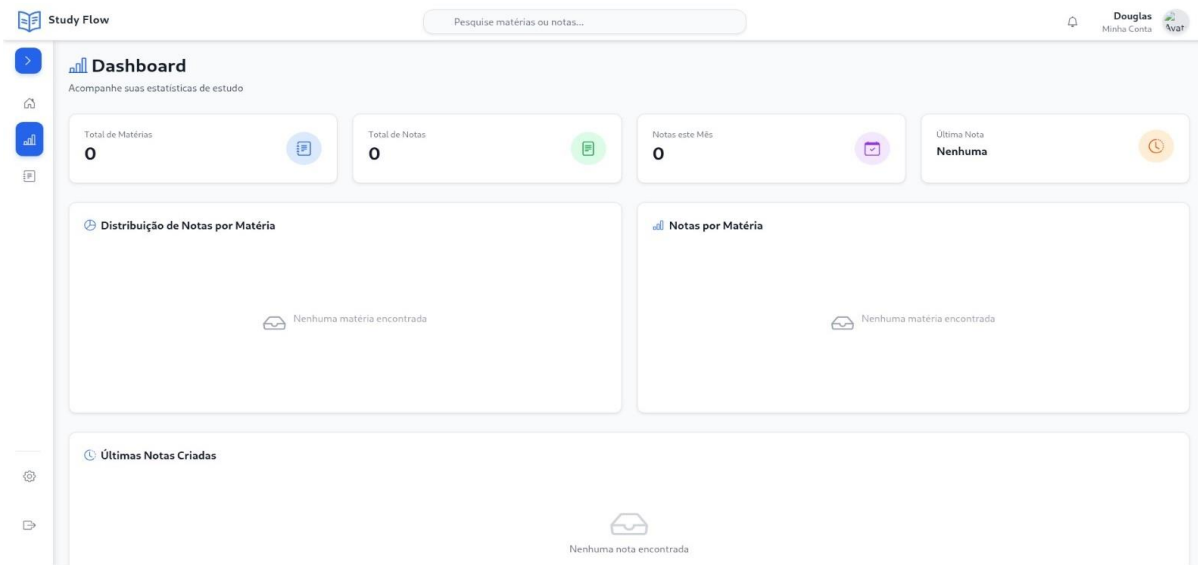 Study Flow
Pesquise matérias ou notas...
Douglas
Minha Conta
Avat
Dashboard
Acompanhe suas estatísticas de estudo
Total de Matérias
0
Total de Notas
0
Notas este Mês
0
Última Nota
Nenhuma
Distribuição de Notas por Matéria
Nenhuma matéria encontrada
Notas por Matéria
Nenhuma matéria encontrada
Últimas Notas Criadas
Nenhuma nota encontrada